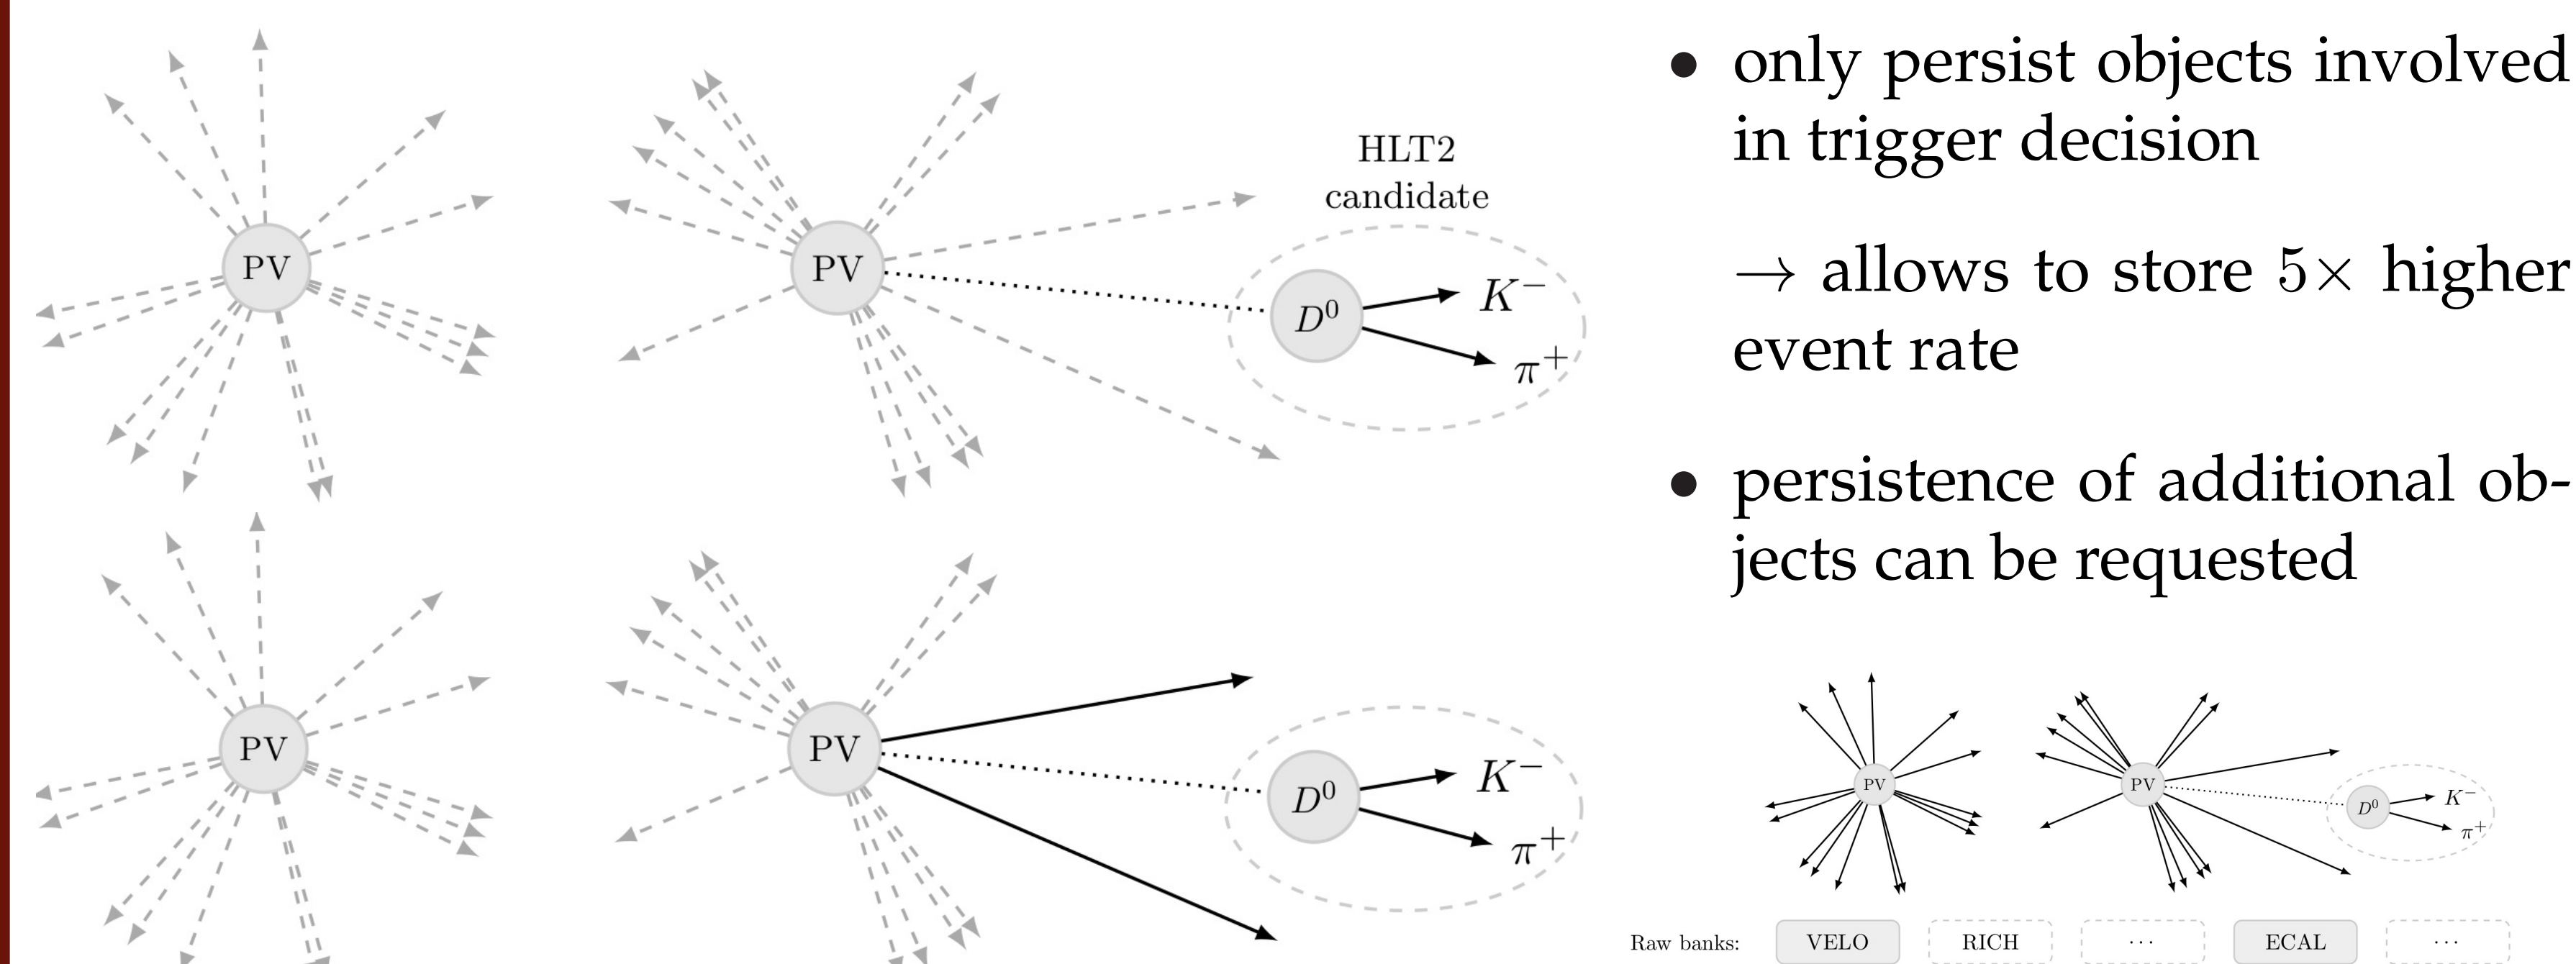 PV
PV
HLT2
candidate
D⁰
K⁻
π⁺
PV
PV
D⁰
K⁻
π⁺
• only persist objects involved
in trigger decision
→ allows to store 5× higher
event rate
• persistence of additional ob-
jects can be requested
PV
PV
D⁰
K⁻
π⁺
Raw banks: VELO RICH ... ECAL ...